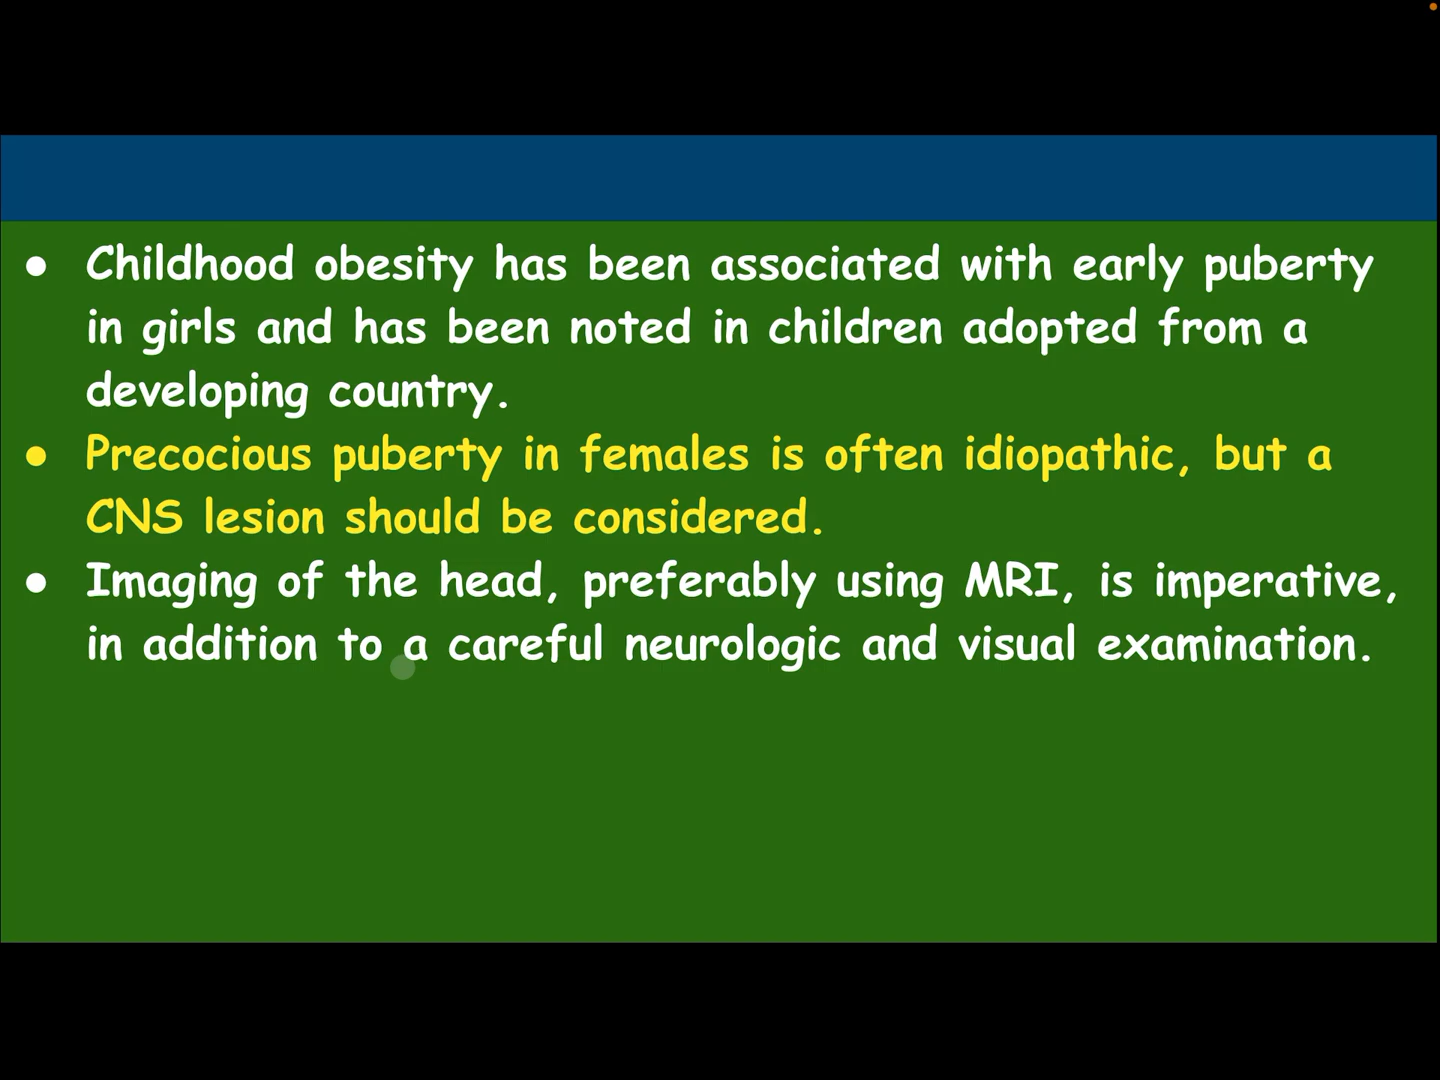 ● Childhood obesity has been associated with early puberty
in girls and has been noted in children adopted from a
developing country.
● Precocious puberty in females is often idiopathic, but a
CNS lesion should be considered.
● Imaging of the head, preferably using MRI, is imperative,
in addition to a careful neurologic and visual examination.